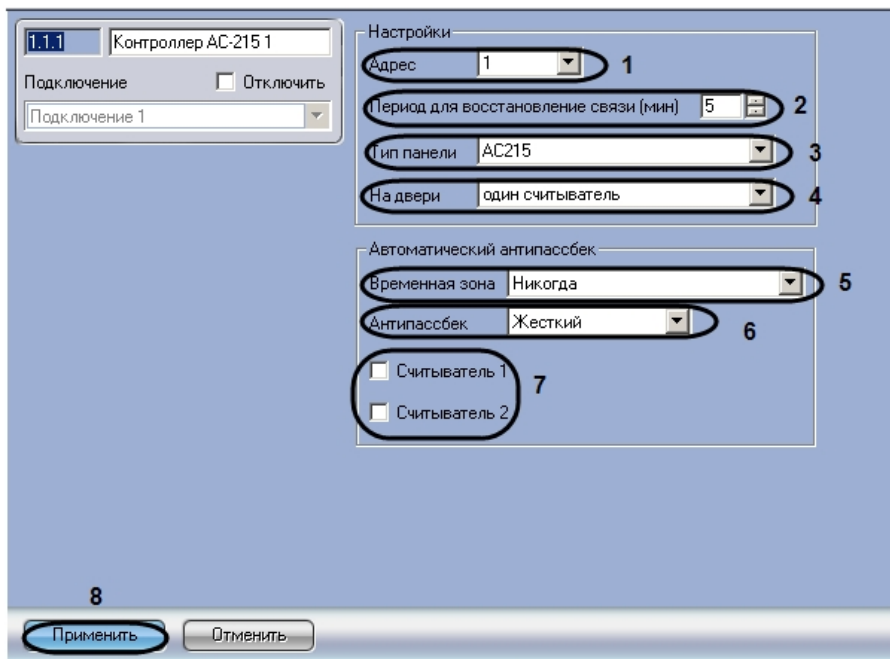 1.1.1 Контроллер АС-215 1
Подключение Отключить
Подключение 1
Настройки
Адрес 1 1
Период для восстановление связи (мин) 5 2
Тип панели AC215 3
На двери один считыватель 4
Автоматический антипассбек
Временная зона Никогда 5
Антипассбек Жесткий 6
Считыватель 1
7
Считыватель 2
8
Применить Отменить